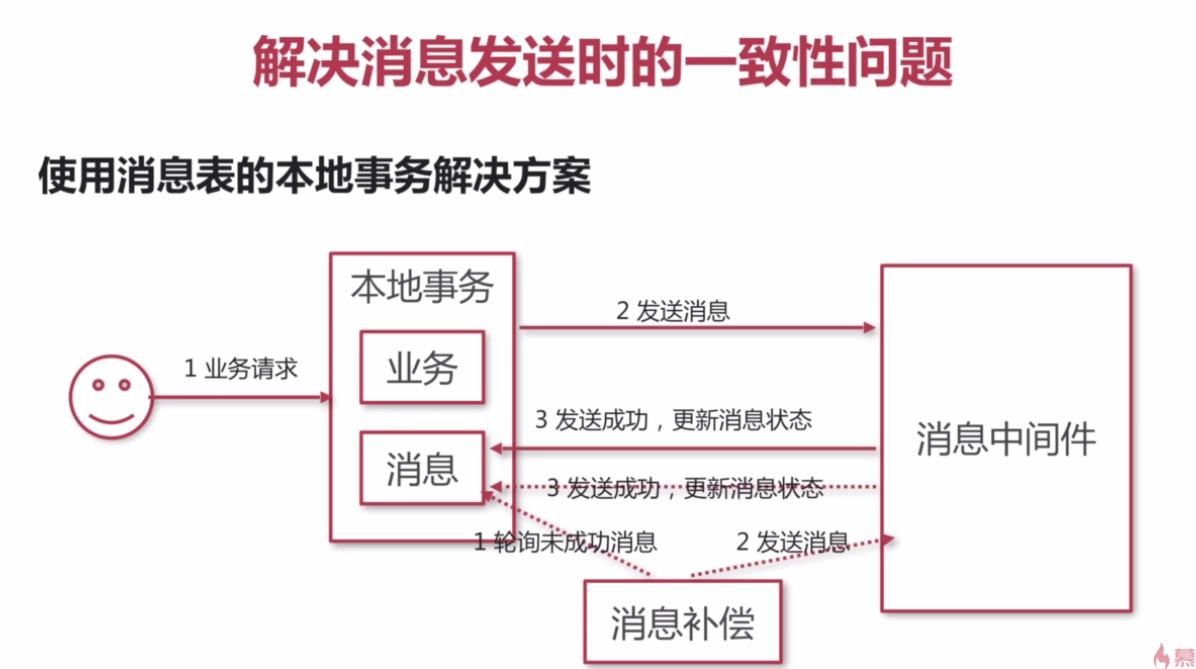 解决消息发送时的一致性问题
使用消息表的本地事务解决方案
本地事务
2 发送消息
1 业务请求
业务
3 发送成功，更新消息状态
消息中间件
消息
3 发送成功，更新消息状态
1 轮询未成功消息
2 发送消息
消息补偿
慕